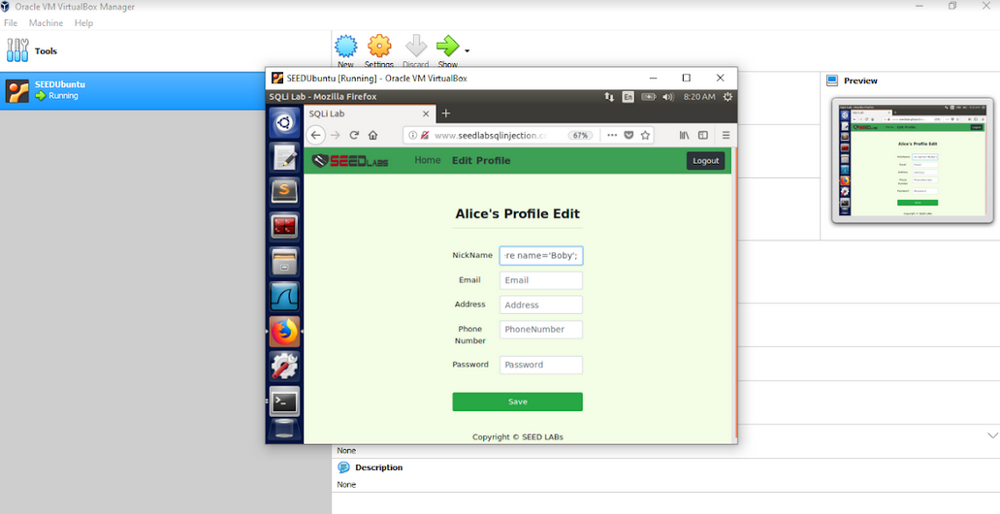 Oracle VM VirtualBox Manager
File Machine Help
Tools
New Settings Discard Show
SEEDUbuntu
Running
Preview
SEEDUbuntu [Running] - Oracle VM VirtualBox
SQLi Lab - Mozilla Firefox En 8:20 AM
SQLi Lab
www.seedlabsqlinjection.c 67%
SEEDLABS Home Edit Profile Logout
Alice's Profile Edit
NickName re name='Boby';
Email Email
Address Address
Phone Number PhoneNumber
Password Password
Save
Copyright © SEED LABs
None
Description
None